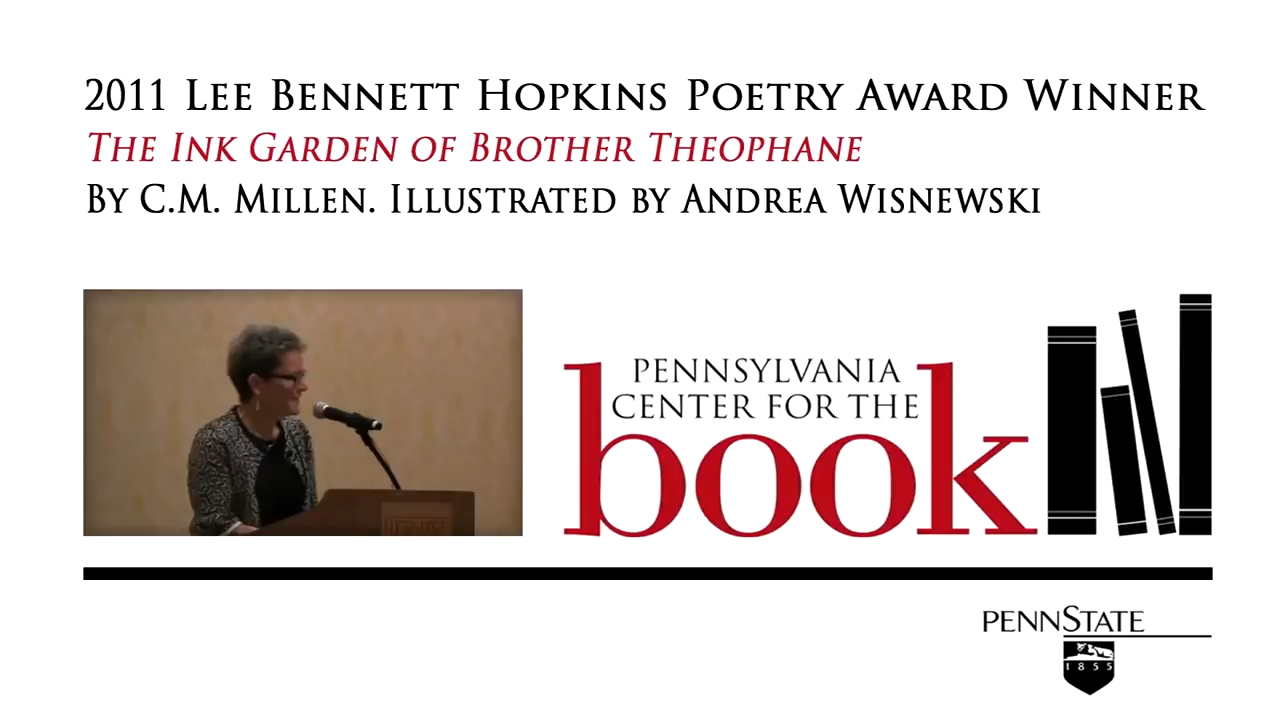 2011 Lee Bennett Hopkins Poetry Award Winner
The Ink Garden of Brother Theophane
By C.M. Millen. Illustrated by Andrea Wisnewski
PENNSYLVANIA
CENTER FOR THE
book
PENNSTATE
1855